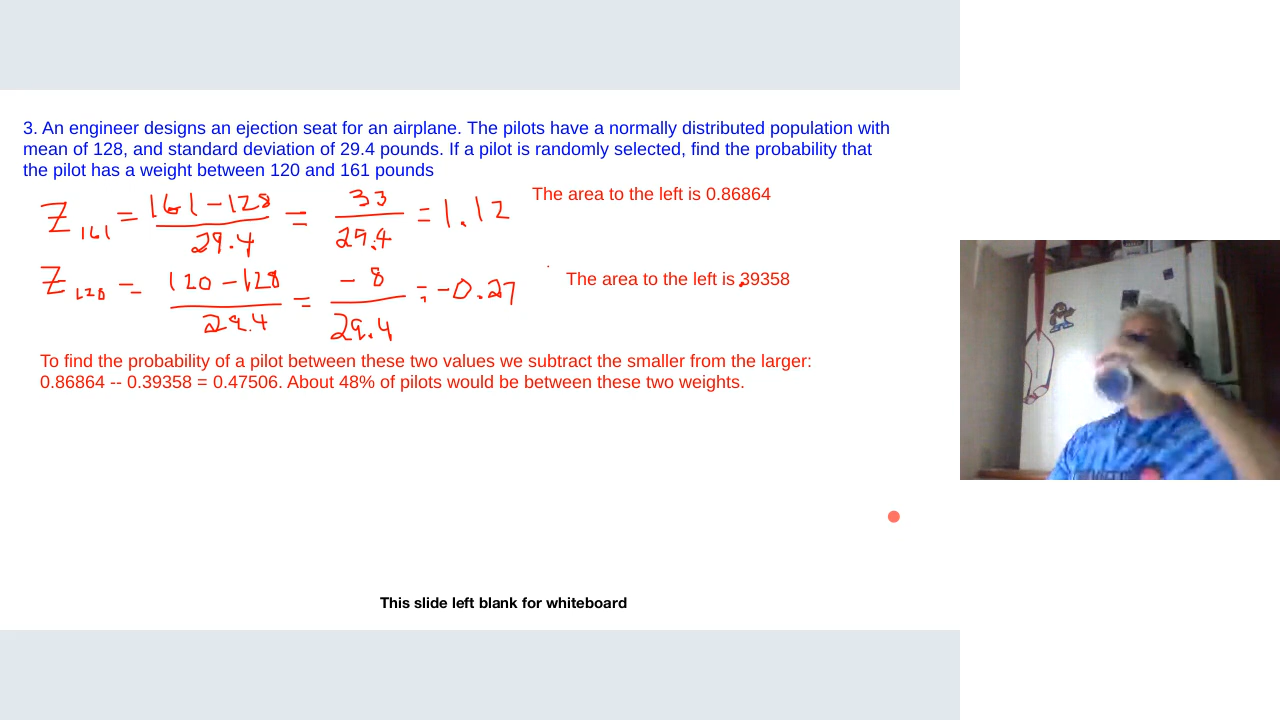 3. An engineer designs an ejection seat for an airplane. The pilots have a normally distributed population with
mean of 128, and standard deviation of 29.4 pounds. If a pilot is randomly selected, find the probability that
the pilot has a weight between 120 and 161 pounds
Z 161 = 161-128 / 29.4 = 33 / 29.4 = 1.12
The area to the left is 0.86864
Z 120 = 120-128 / 29.4 = -8 / 29.4 = -0.27
The area to the left is .39358
To find the probability of a pilot between these two values we subtract the smaller from the larger:
0.86864 -- 0.39358 = 0.47506. About 48% of pilots would be between these two weights.
This slide left blank for whiteboard